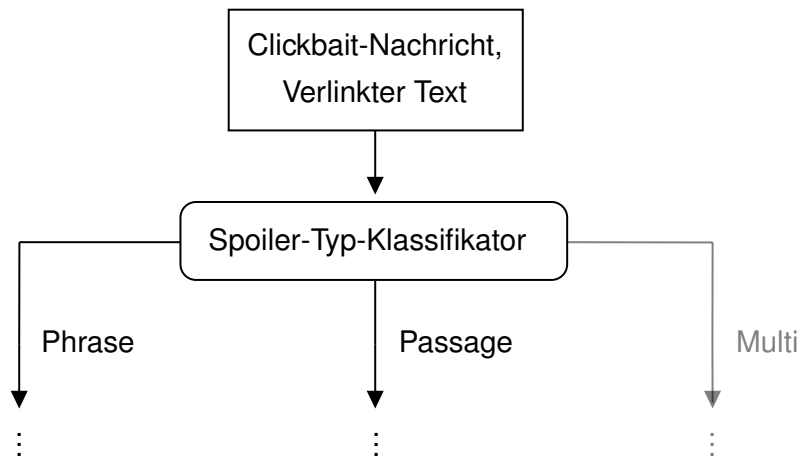 Clickbait-Nachricht,
Verlinkter Text
Spoiler-Typ-Klassifikator
Phrase
Passage
Multi